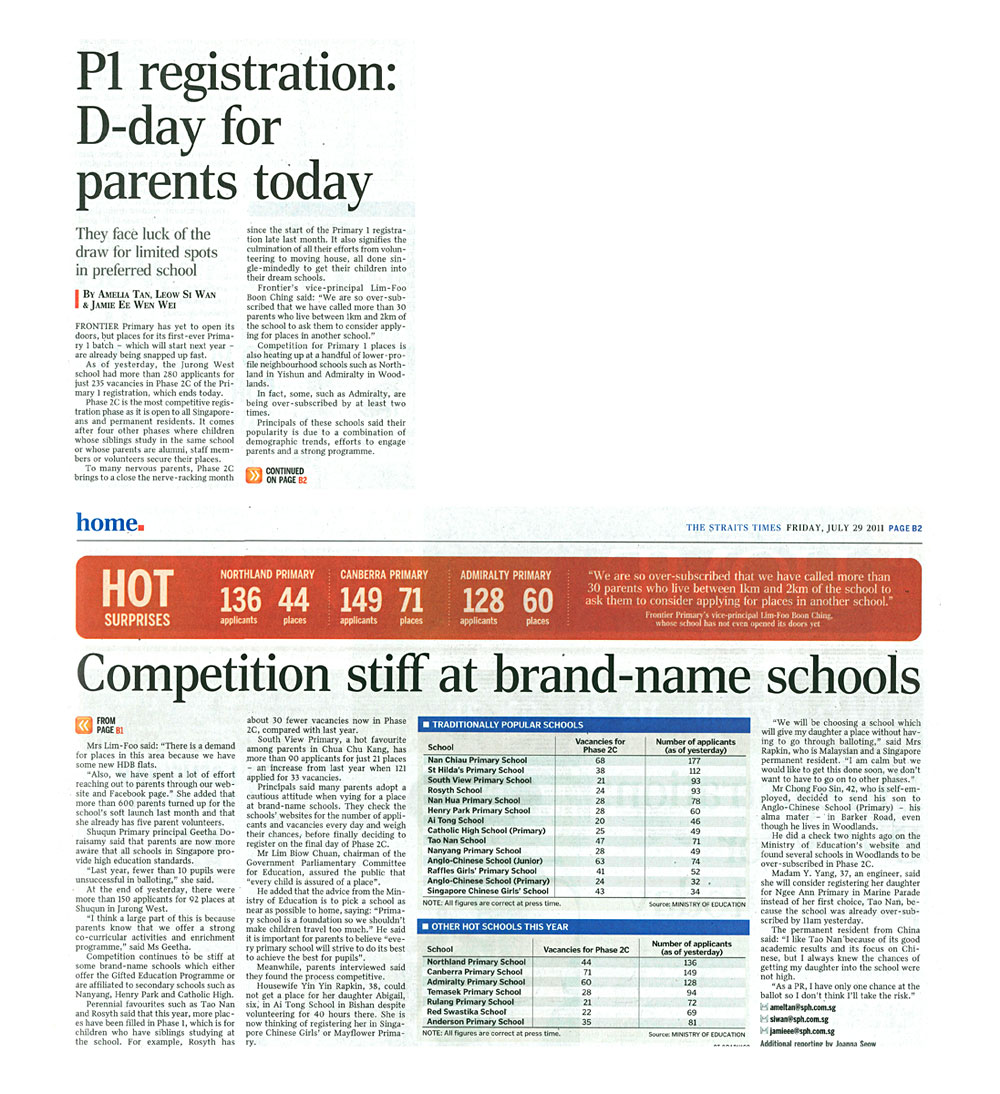 P1 registration:
D-day for
parents today
They face luck of the
draw for limited spots
in preferred school
BY AMELIA TAN, LEOW SI WAN
& JAMIE EE WEN WEI
FRONTIER Primary has yet to open its
doors, but places for its first-ever Prima-
ry 1 batch – which will start next year –
are already being snapped up fast.
As of yesterday, the Jurong West
school had more than 280 applicants for
just 235 vacancies in Phase 2C of the Pri-
mary 1 registration, which ends today.
Phase 2C is the most competitive regis-
tration phase as it is open to all Singapore-
ans and permanent residents. It comes
after four other phases where children
whose siblings study in the same school
or whose parents are alumni, staff mem-
bers or volunteers secure their places.
To many nervous parents, Phase 2C
brings to a close the nerve-racking month
since the start of the Primary 1 registra-
tion late last month. It also signifies the
culmination of all their efforts from volun-
teering to moving house, all done sin-
gle-mindedly to get their children into
their dream schools.
Frontier's vice-principal Lim-Foo
Boon Ching said: "We are so over-sub-
scribed that we have called more than 30
parents who live between 1km and 2km of
the school to ask them to consider apply-
ing for places in another school."
Competition for Primary 1 places is
also heating up at a handful of lower-pro-
file neighbourhood schools such as North-
land in Yishun and Admiralty in Wood-
lands.
In fact, some, such as Admiralty, are
being over-subscribed by at least two
times.
Principals of these schools said their
popularity is due to a combination of
demographic trends, efforts to engage
parents and a strong programme.
CONTINUED
ON PAGE B2
home.
THE STRAITS TIMES FRIDAY, JULY 29 2011 PAGE B2
HOT
SURPRISES
NORTHLAND PRIMARY
136 44
applicants places
CANBERRA PRIMARY
149 71
applicants places
ADMIRALTY PRIMARY
128 60
applicants places
"We are so over-subscribed that we have called more than
30 parents who live between 1km and 2km of the school to
ask them to consider applying for places in another school."
Frontier Primary's vice-principal Lim-Foo Boon Ching,
whose school has not even opened its doors yet
Competition stiff at brand-name schools
FROM
PAGE B1
Mrs Lim-Foo said: "There is a demand
for places in this area because we have
some new HDB flats.
"Also, we have spent a lot of effort
reaching out to parents through our web-
site and Facebook page." She added that
more than 600 parents turned up for the
school's soft launch last month and that
she already has five parent volunteers.
Shuqun Primary principal Geetha Do-
raisamy said that parents are now more
aware that all schools in Singapore pro-
vide high education standards.
"Last year, fewer than 10 pupils were
unsuccessful in balloting," she said.
At the end of yesterday, there were
more than 150 applicants for 92 places at
Shuqun in Jurong West.
"I think a large part of this is because
parents know that we offer a strong
co-curricular activities and enrichment
programme," said Ms Geetha.
Competition continues to be stiff at
some brand-name schools which either
offer the Gifted Education Programme or
are affiliated to secondary schools such as
Nanyang, Henry Park and Catholic High.
Perennial favourites such as Tao Nan
and Rosyth said that this year, more plac-
es have been filled in Phase 1, which is for
children who have siblings studying at
the school. For example, Rosyth has
about 30 fewer vacancies now in Phase
2C, compared with last year.
South View Primary, a hot favourite
among parents in Chua Chu Kang, has
more than 90 applicants for just 21 places
– an increase from last year when 121
applied for 33 vacancies.
Principals said many parents adopt a
cautious attitude when vying for a place
at brand-name schools. They check the
schools' websites for the number of appli-
cants and vacancies every day and weigh
their chances, before finally deciding to
register on the final day of Phase 2C.
Mr Lim Biow Chuan, chairman of the
Government Parliamentary Committee
for Education, assured the public that
"every child is assured of a place".
He added that the advice from the Min-
istry of Education is to pick a school as
near as possible to home, saying: "Prima-
ry school is a foundation so we shouldn't
make children travel too much." He said
it is important for parents to believe "eve-
ry primary school will strive to do its best
to achieve the best for pupils".
Meanwhile, parents interviewed said
they found the process competitive.
Housewife Yin Yin Rapkin, 38, could
not get a place for her daughter Abigail,
six, in Ai Tong School in Bishan despite
volunteering for 40 hours there. She is
now thinking of registering her in Singa-
pore Chinese Girls' or Mayflower Prima-
ry.
TRADITIONALLY POPULAR SCHOOLS
School Vacancies for Phase 2C Number of applicants (as of yesterday)
Nan Chiau Primary School 68 177
St Hilda's Primary School 38 112
South View Primary School 21 93
Rosyth School 24 93
Nan Hua Primary School 28 78
Henry Park Primary School 28 60
Ai Tong School 20 46
Catholic High School (Primary) 25 49
Tao Nan School 47 71
Nanyang Primary School 28 49
Anglo-Chinese School (Junior) 63 74
Raffles Girls' Primary School 41 52
Anglo-Chinese School (Primary) 24 32
Singapore Chinese Girls' School 43 34
NOTE: All figures are correct at press time. Source: MINISTRY OF EDUCATION
OTHER HOT SCHOOLS THIS YEAR
School Vacancies for Phase 2C Number of applicants (as of yesterday)
Northland Primary School 44 136
Canberra Primary School 71 149
Admiralty Primary School 60 128
Temasek Primary School 28 94
Rulang Primary School 21 72
Red Swastika School 22 69
Anderson Primary School 35 81
NOTE: All figures are correct at press time. Source: MINISTRY OF EDUCATION
"We will be choosing a school which
will give my daughter a place without hav-
ing to go through balloting," said Mrs
Rapkin, who is Malaysian and a Singapore
permanent resident. "I am calm but we
would like to get this done soon, we don't
want to have to go on to other phases."
Mr Chong Foo Sin, 42, who is self-em-
ployed, decided to send his son to
Anglo-Chinese School (Primary) – his
alma mater – in Barker Road, even
though he lives in Woodlands.
He did a check two nights ago on the
Ministry of Education's website and
found several schools in Woodlands to be
over-subscribed in Phase 2C.
Madam Y. Yang, 37, an engineer, said
she will consider registering her daughter
for Ngee Ann Primary in Marine Parade
instead of her first choice, Tao Nan, be-
cause the school was already over-sub-
scribed by 11am yesterday.
The permanent resident from China
said: "I like Tao Nan because of its good
academic results and its focus on Chi-
nese, but I always knew the chances of
getting my daughter into the school were
not high.
"As a PR, I have only one chance at the
ballot so I don't think I'll take the risk."
ameltan@sph.com.sg
siwan@sph.com.sg
jamieee@sph.com.sg
Additional reporting by Joanna Seow